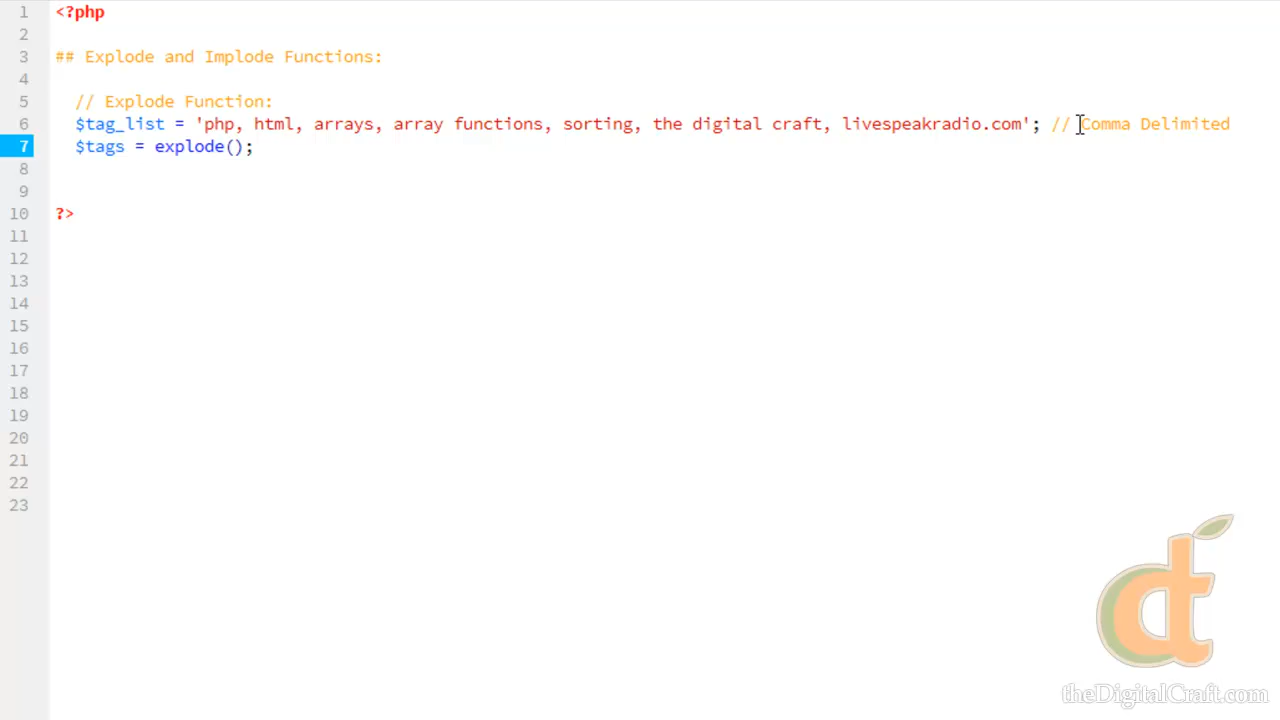 1 <?php
2
3 ## Explode and Implode Functions:
4
5 // Explode Function:
6 $tag_list = 'php, html, arrays, array functions, sorting, the digital craft, livespeakradio.com'; // Comma Delimited
7 $tags = explode();
8
9
10 ?>
11
12
13
14
15
16
17
18
19
20
21
22
23
dt
theDigitalCraft.com